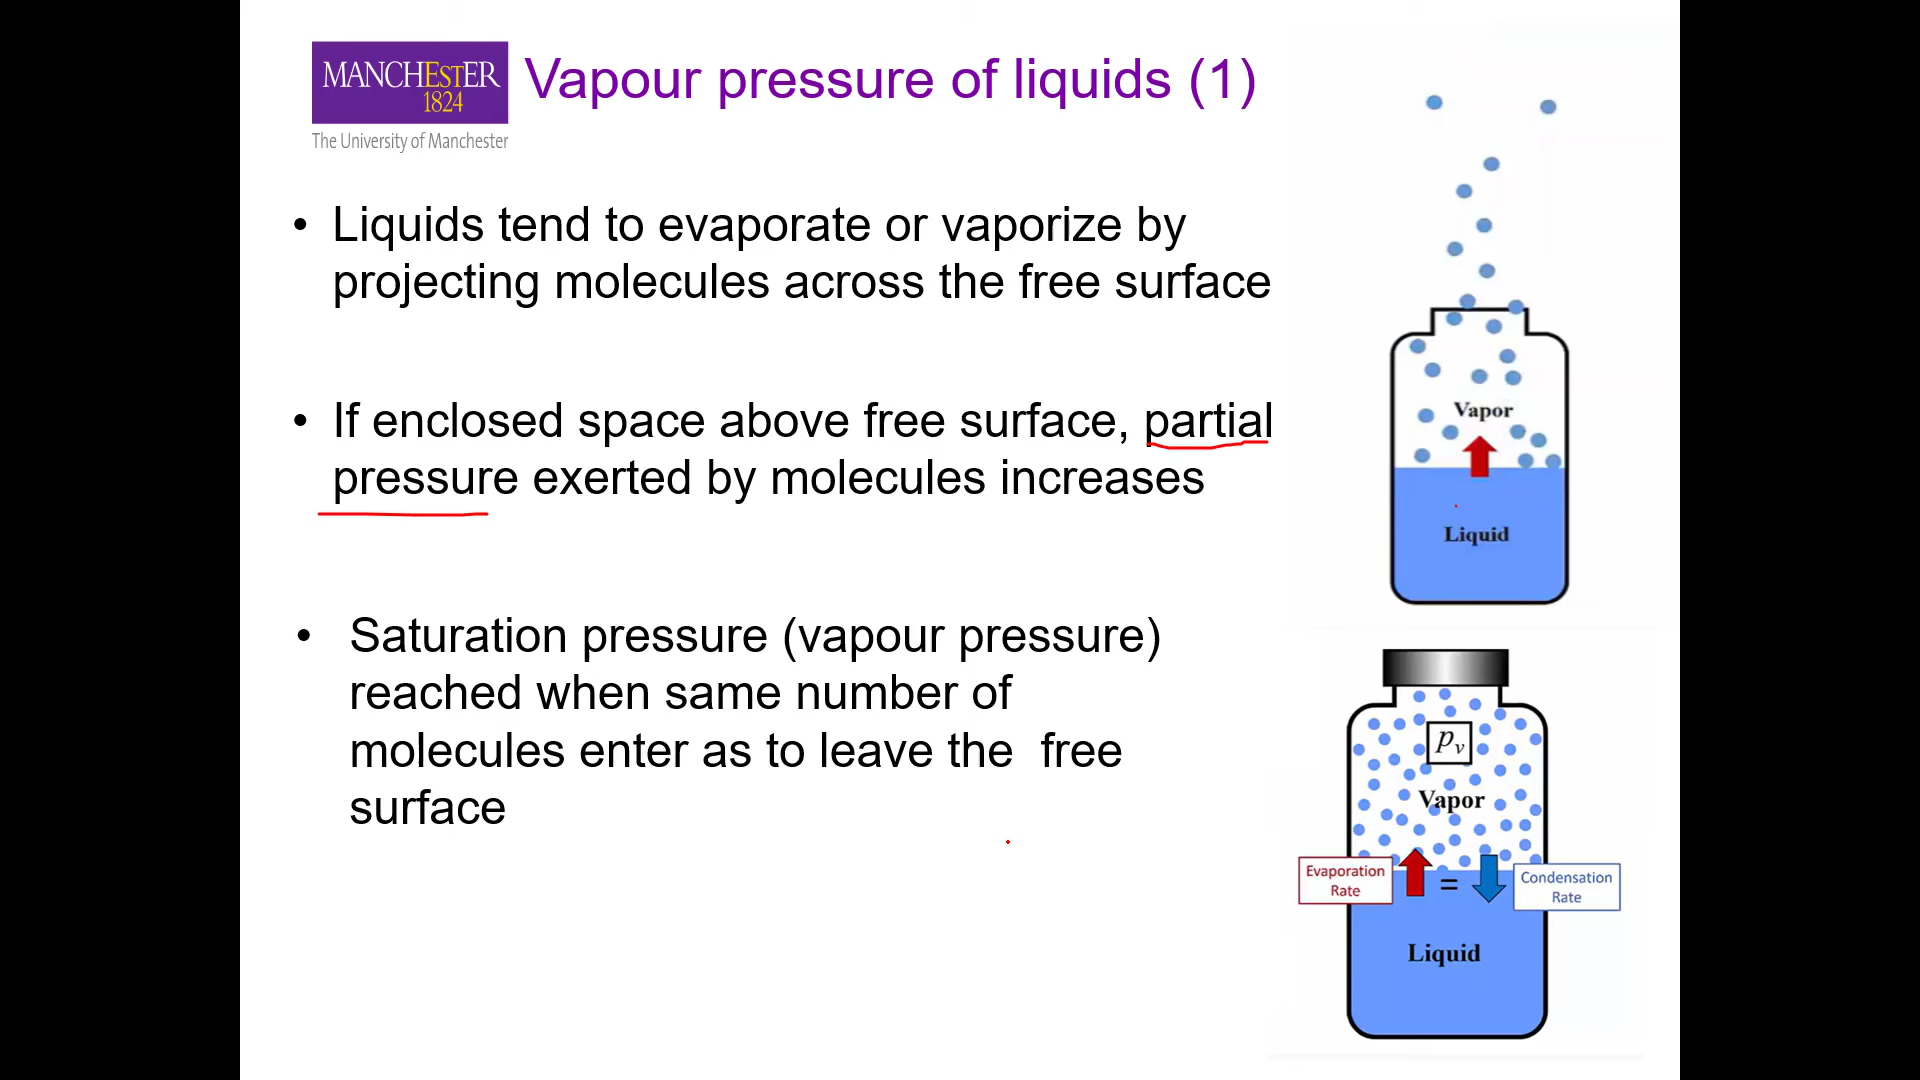 MANCHESTER
1824
The University of Manchester
Vapour pressure of liquids (1)
• Liquids tend to evaporate or vaporize by
projecting molecules across the free surface
• If enclosed space above free surface, partial
pressure exerted by molecules increases
• Saturation pressure (vapour pressure)
reached when same number of
molecules enter as to leave the free
surface
Vapor
Liquid
pv
Vapor
Evaporation
Rate
=
Condensation
Rate
Liquid